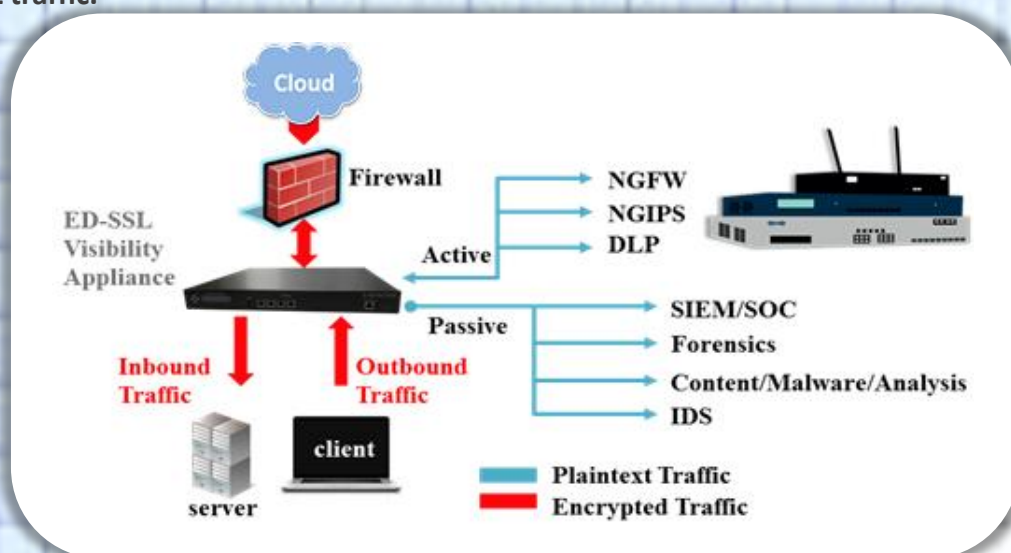 traffic.
Cloud
Firewall
ED-SSL
Visibility
Appliance
Active
NGFW
NGIPS
DLP
Passive
SIEM/SOC
Forensics
Content/Malware/Analysis
IDS
Inbound
Traffic
Outbound
Traffic
client
server
Plaintext Traffic
Encrypted Traffic